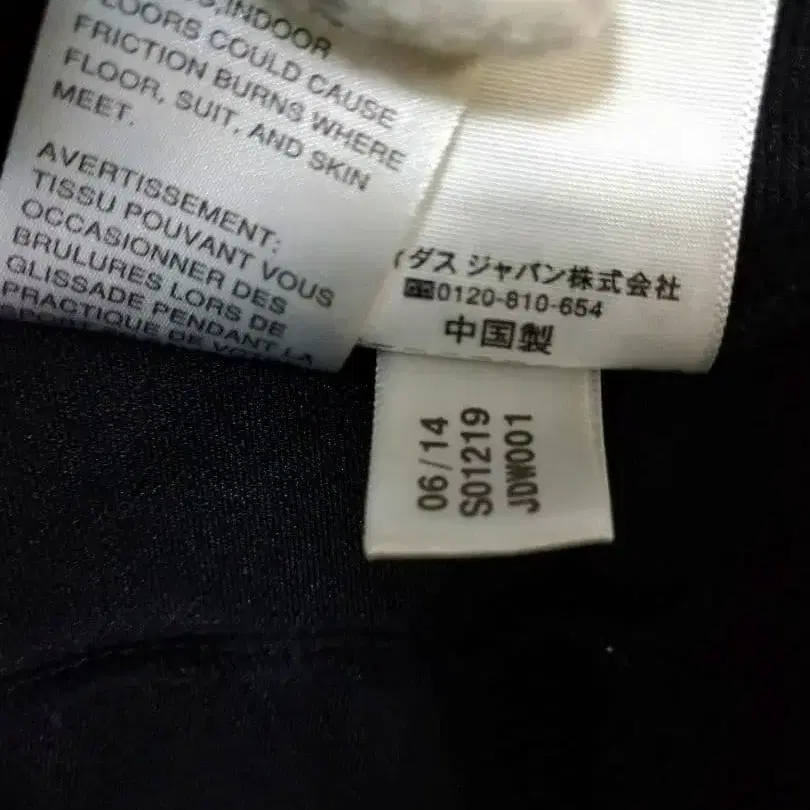 INDOOR
FLOORS COULD CAUSE
FRICTION BURNS WHERE
FLOOR, SUIT, AND SKIN
MEET.
AVERTISSEMENT:
TISSU POUVANT VOUS
OCCASIONNER DES
BRULURES LORS DE
GLISSADE PENDANT LA
PRACTIQUE DE
ダス ジャパン株式会社
0120-810-654
中国製
06/14
S01219
JDW001